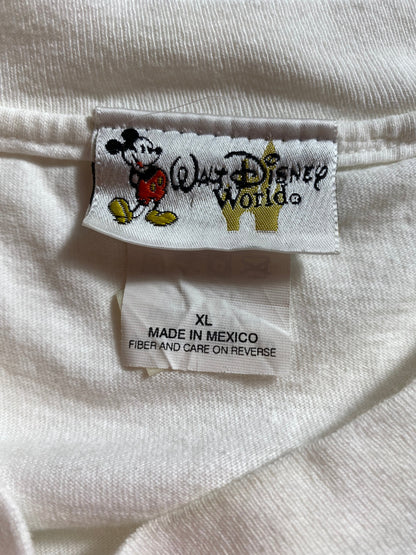 Walt Disney
World®
XL
MADE IN MEXICO
FIBER AND CARE ON REVERSE